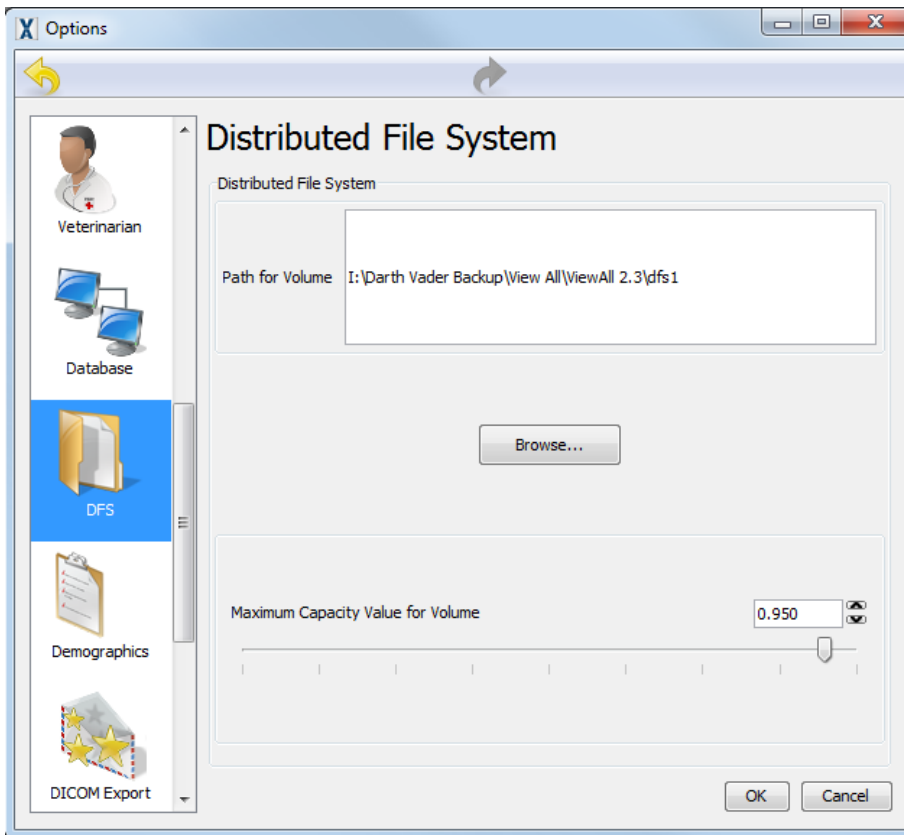 Options
Veterinarian
Database
DFS
Demographics
DICOM Export
Distributed File System
Distributed File System
Path for Volume I:\Darth Vader Backup\View All\ViewAll 2.3\dfs1
Browse...
Maximum Capacity Value for Volume 0.950
OK Cancel